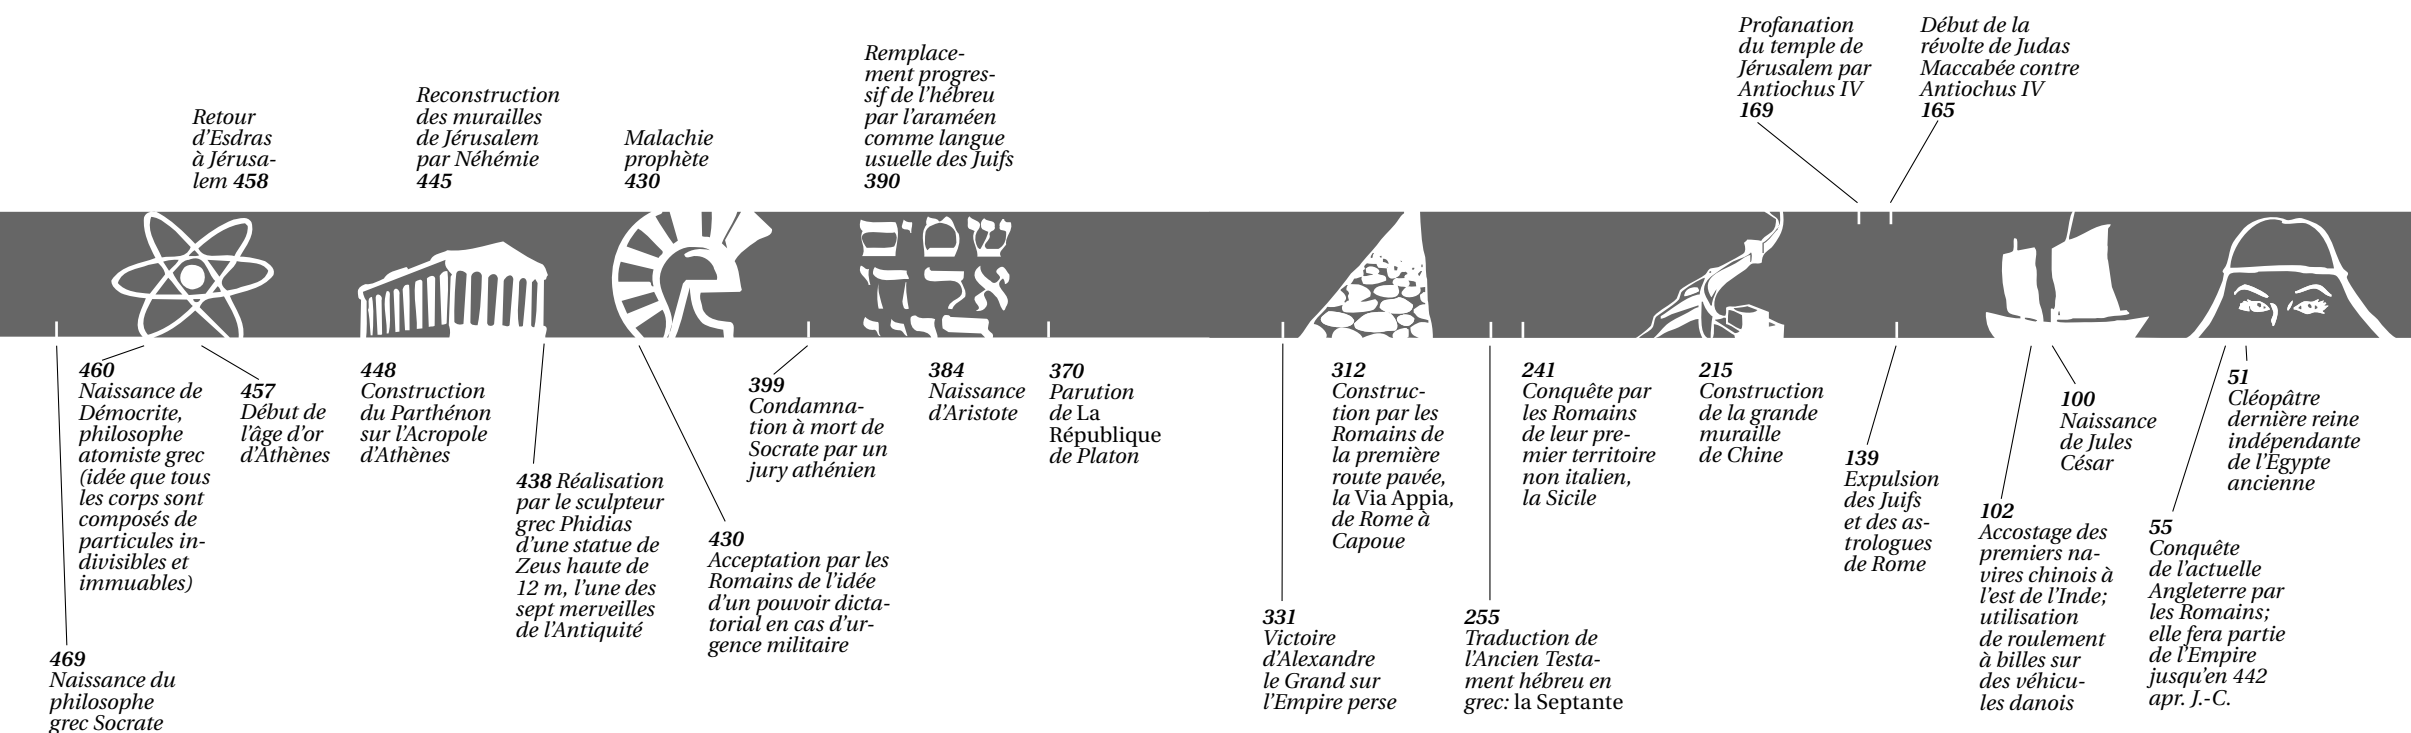 Retour
d'Esdras
à Jérusa-
lem 458
Reconstruction
des murailles
de Jérusalem
par Néhémie
445
Malachie
prophète
430
Remplace-
ment progres-
sif de l'hébreu
par l'araméen
comme langue
usuelle des Juifs
390
Profanation
du temple de
Jérusalem par
Antiochus IV
169
Début de la
révolte de Judas
Maccabée contre
Antiochus IV
165
469
Naissance du
philosophe
grec Socrate
460
Naissance de
Démocrite,
philosophe
atomiste grec
(idée que tous
les corps sont
composés de
particules in-
divisibles et
immuables)
457
Début de
l'âge d'or
d'Athènes
448
Construction
du Parthénon
sur l'Acropole
d'Athènes
438 Réalisation
par le sculpteur
grec Phidias
d'une statue de
Zeus haute de
12 m, l'une des
sept merveilles
de l'Antiquité
430
Acceptation par les
Romains de l'idée
d'un pouvoir dicta-
torial en cas d'ur-
gence militaire
399
Condamna-
tion à mort de
Socrate par un
jury athénien
384
Naissance
d'Aristote
370
Parution
de La
République
de Platon
331
Victoire
d'Alexandre
le Grand sur
l'Empire perse
312
Construc-
tion par les
Romains de
la première
route pavée,
la Via Appia,
de Rome à
Capoue
255
Traduction de
l'Ancien Testa-
ment hébreu en
grec: la Septante
241
Conquête par
les Romains
de leur pre-
mier territoire
non italien,
la Sicile
215
Construction
de la grande
muraille
de Chine
139
Expulsion
des Juifs
et des as-
trologues
de Rome
102
Accostage des
premiers na-
vires chinois à
l'est de l'Inde;
utilisation
de roulement
à billes sur
des véhicu-
les danois
100
Naissance
de Jules
César
55
Conquête
de l'actuelle
Angleterre par
les Romains;
elle fera partie
de l'Empire
jusqu'en 442
apr. J.-C.
51
Cléopâtre
dernière reine
indépendante
de l'Egypte
ancienne